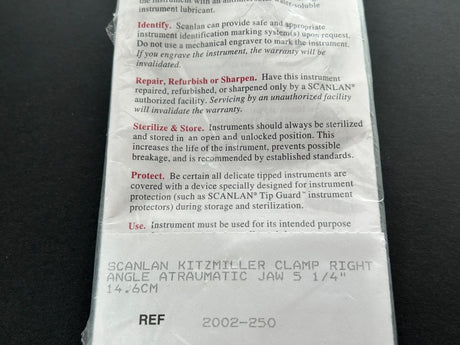 the instrument with an antimicrobial, water-soluble
instrument lubricant.
Identify. Scanlan can provide safe and appropriate
instrument identification marking system(s) upon request.
Do not use a mechanical engraver to mark the instrument.
If you engrave the instrument, the warranty will be
invalidated.
Repair, Refurbish or Sharpen. Have this instrument
repaired, refurbished, or sharpened only by a SCANLAN®
authorized facility. Servicing by an unauthorized facility
will invalidate the warranty.
Sterilize & Store. Instruments should always be sterilized
and stored in an open and unlocked position. This
increases the life of the instrument, prevents possible
breakage, and is recommended by established standards.
Protect. Be certain all delicate tipped instruments are
covered with a device specially designed for instrument
protection (such as SCANLAN® Tip Guard™ instrument
protectors) during storage and sterilization.
Use. Instrument must be used for its intended purpose
SCANLAN KITZMILLER CLAMP RIGHT
ANGLE ATRAUMATIC JAW 5 1/4"
14.6CM
REF 2002-250